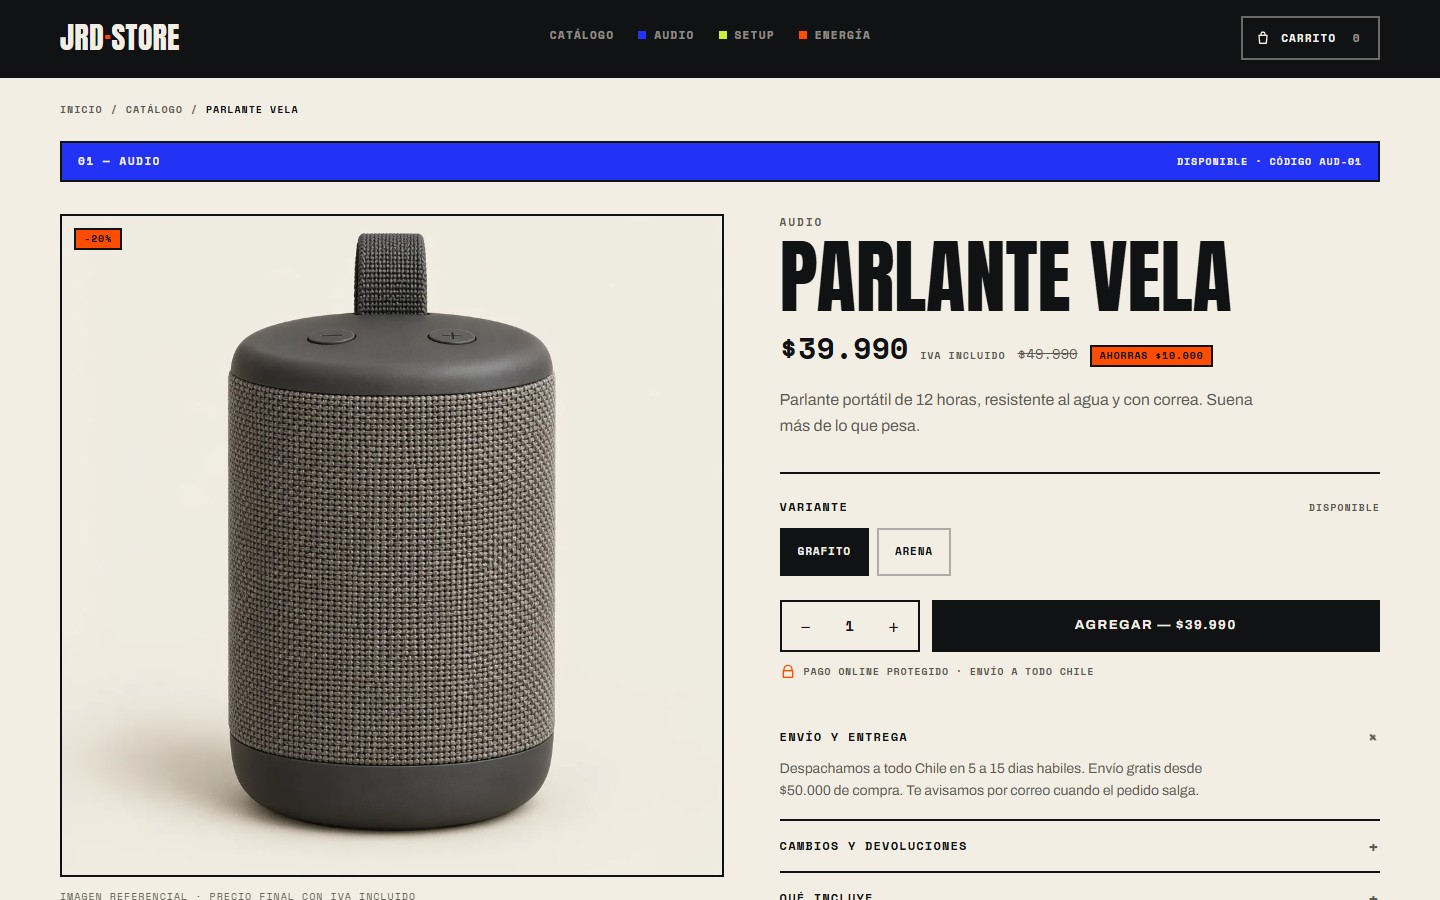 JRD·STORE
CATÁLOGO
AUDIO
SETUP
ENERGÍA
CARRITO 0
INICIO / CATÁLOGO / PARLANTE VELA
01 — AUDIO
DISPONIBLE · CÓDIGO AUD-01
-20%
AUDIO
PARLANTE VELA
$39.990 IVA INCLUIDO $49.990 AHORRAS $10.000
Parlante portátil de 12 horas, resistente al agua y con correa. Suena
más de lo que pesa.
VARIANTE
DISPONIBLE
GRAFITO
ARENA
− 1 +
AGREGAR — $39.990
PAGO ONLINE PROTEGIDO · ENVÍO A TODO CHILE
ENVÍO Y ENTREGA
Despachamos a todo Chile en 5 a 15 dias habiles. Envío gratis desde
$50.000 de compra. Te avisamos por correo cuando el pedido salga.
CAMBIOS Y DEVOLUCIONES +
QUÉ INCLUYE +
IMAGEN REFERENCIAL · PRECIO FINAL CON IVA INCLUIDO